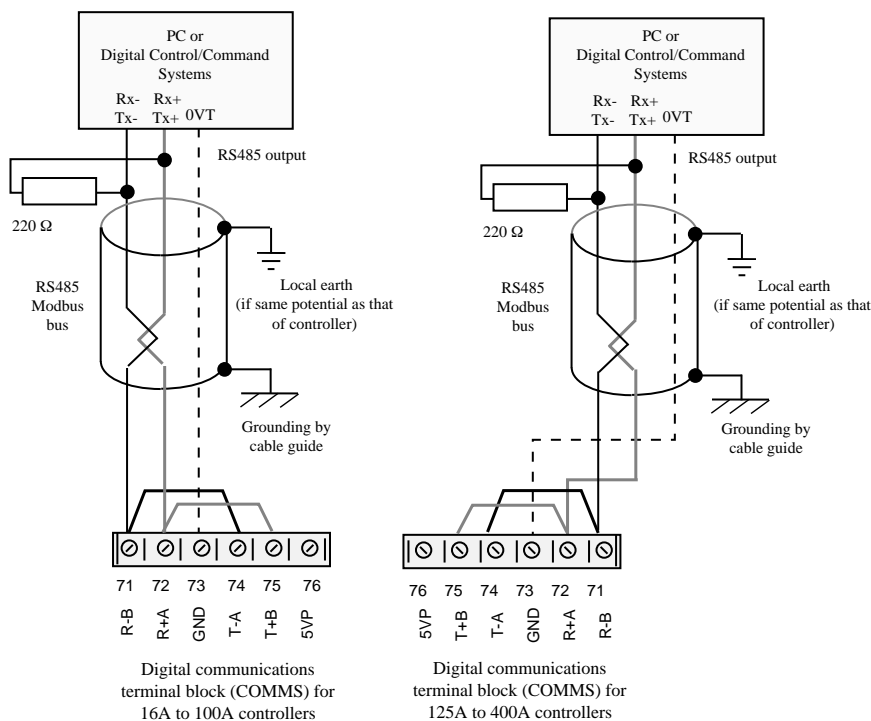 PC or
Digital Control/Command
Systems
Rx- Rx+
Tx- Tx+ 0VT
RS485 output
220 Ω
RS485
Modbus
bus
Local earth
(if same potential as that
of controller)
Grounding by
cable guide
71 72 73 74 75 76
R-B R+A GND T-A T+B 5VP
Digital communications
terminal block (COMMS) for
16A to 100A controllers
PC or
Digital Control/Command
Systems
Rx- Rx+
Tx- Tx+ 0VT
RS485 output
220 Ω
RS485
Modbus
bus
Local earth
(if same potential as that
of controller)
Grounding by
cable guide
76 75 74 73 72 71
5VP T+B T-A GND R+A R-B
Digital communications
terminal block (COMMS) for
125A to 400A controllers